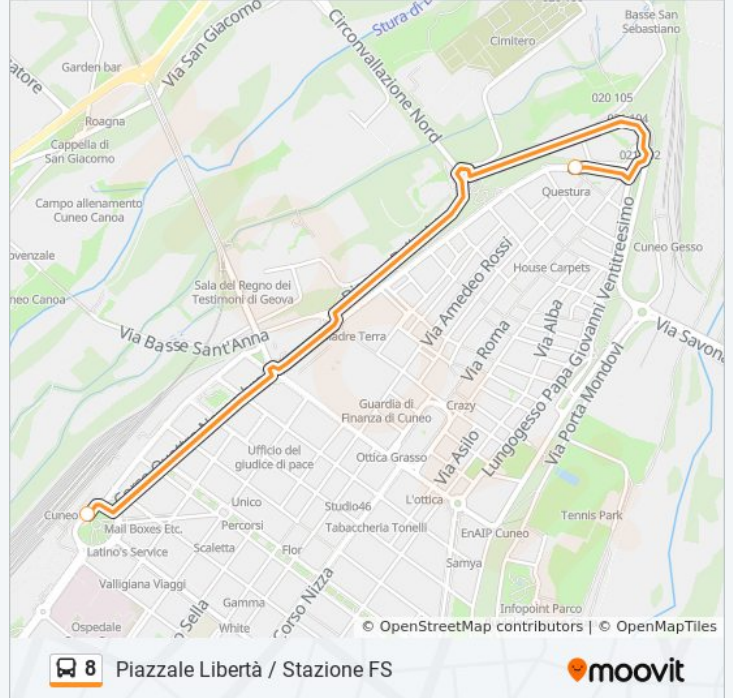 Stura di
Basse San
Sebastiano
Cimitero
Via San Giacomo
Circonvallazione Nord
Garden bar
020 105
Roagna
Cappella di
San Giacomo
Questura
Campo allenamento
Cuneo Canoa
Cuneo Gesso
House Carpets
Sala del Regno dei
Testimoni di Geova
neo Canoa
Via Amedeo Rossi
Via Basse Sant'Anna
Via Alba
Via Roma
Lungogesso Papa Giovanni Ventitreesimo
Via Porta Mondovì
Via Savona
Guardia di
Finanza di Cuneo
Crazy
Ufficio del
giudice di pace
Ottica Grasso
Via Asilo
Unico
Studio46
L'ottica
Cuneo
Mail Boxes Etc.
Percorsi
Tabaccheria Tonelli
Tennis Park
Latino's Service
Scaletta
Flor
EnAIP Cuneo
Valligiana Viaggi
Samya
Gamma
White
Corso Nizza
Infopoint Parco
Ospedale
© OpenStreetMap contributors | © OpenMapTiles
8 Piazzale Libertà / Stazione FS
moovit